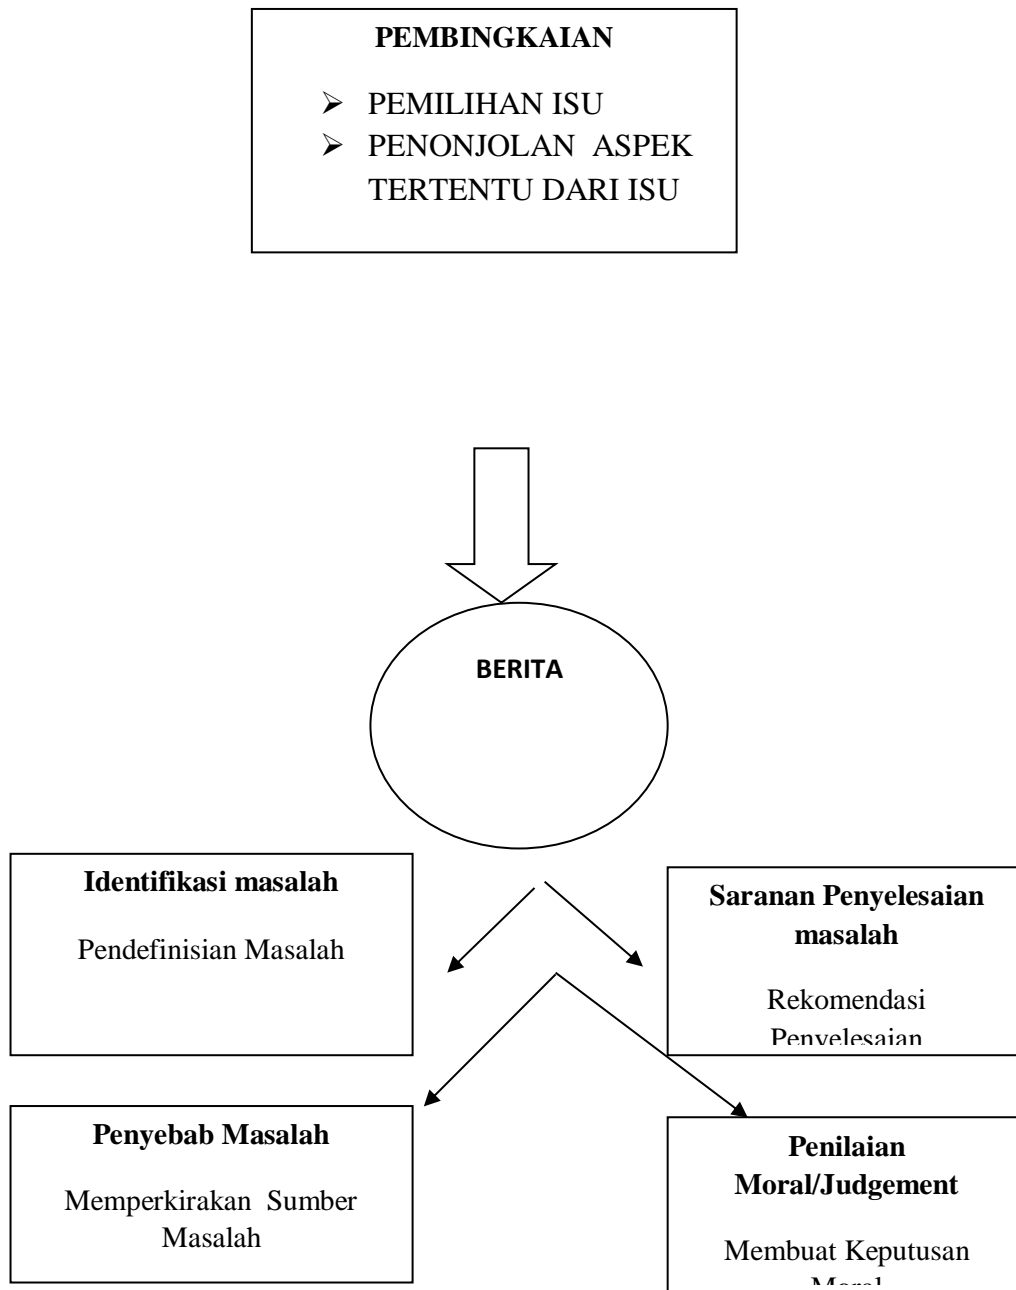 PEMBINGKAIAN
➢ PEMILIHAN ISU
➢ PENONJOLAN ASPEK
TERTENTU DARI ISU
BERITA
Identifikasi masalah
Pendefinisian Masalah
Saranan Penyelesaian
masalah
Rekomendasi
Penyelesaian
Penyebab Masalah
Memperkirakan Sumber
Masalah
Penilaian
Moral/Judgement
Membuat Keputusan
Moral